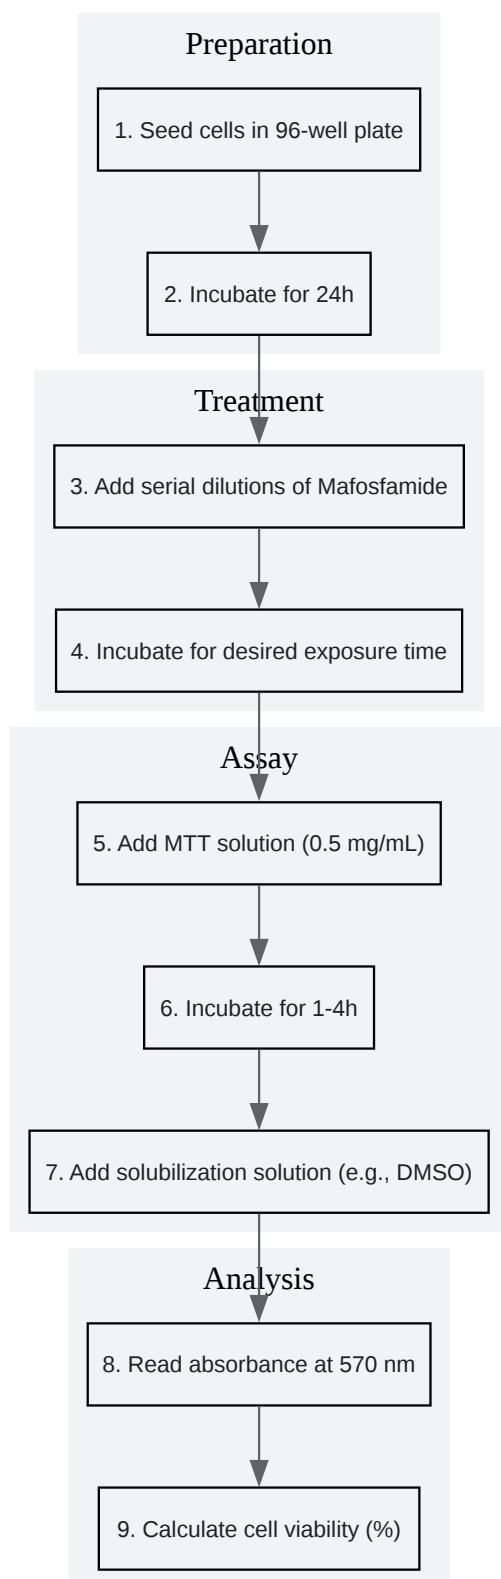 Preparation
1. Seed cells in 96-well plate
2. Incubate for 24h
Treatment
3. Add serial dilutions of Mafosfamide
4. Incubate for desired exposure time
Assay
5. Add MTT solution (0.5 mg/mL)
6. Incubate for 1-4h
7. Add solubilization solution (e.g., DMSO)
Analysis
8. Read absorbance at 570 nm
9. Calculate cell viability (%)